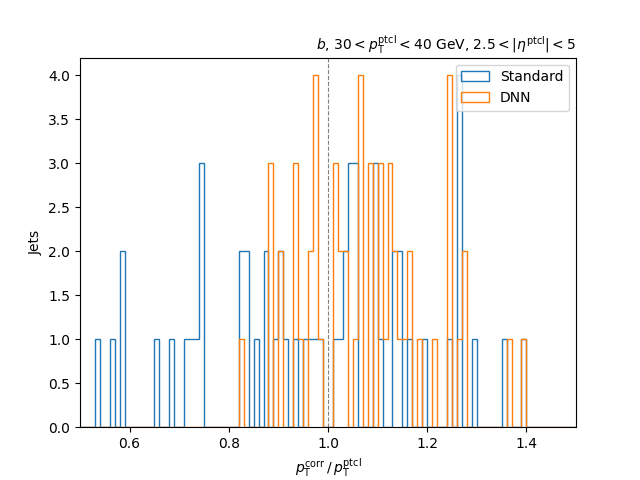 b, 30 < p_T^ptcl < 40 GeV, 2.5 < |η^ptcl| < 5
Standard
DNN
4.0
3.5
3.0
2.5
2.0
1.5
1.0
0.5
0.0
Jets
0.6 0.8 1.0 1.2 1.4
p_T^corr / p_T^ptcl